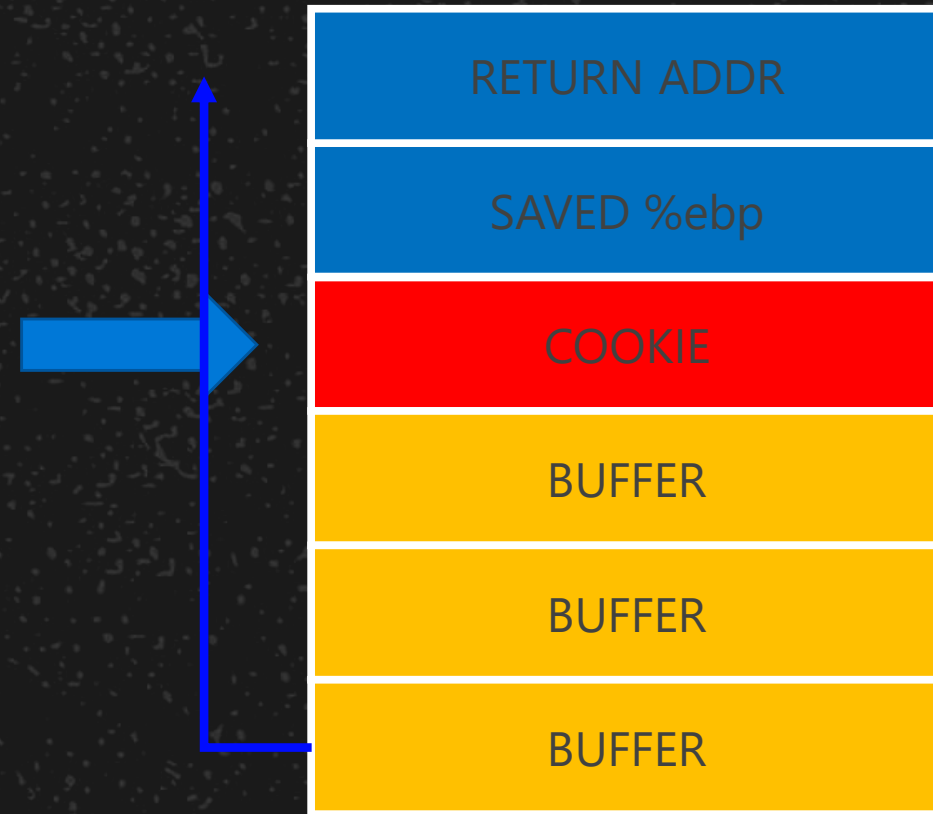 RETURN ADDR
SAVED %ebp
COOKIE
BUFFER
BUFFER
BUFFER